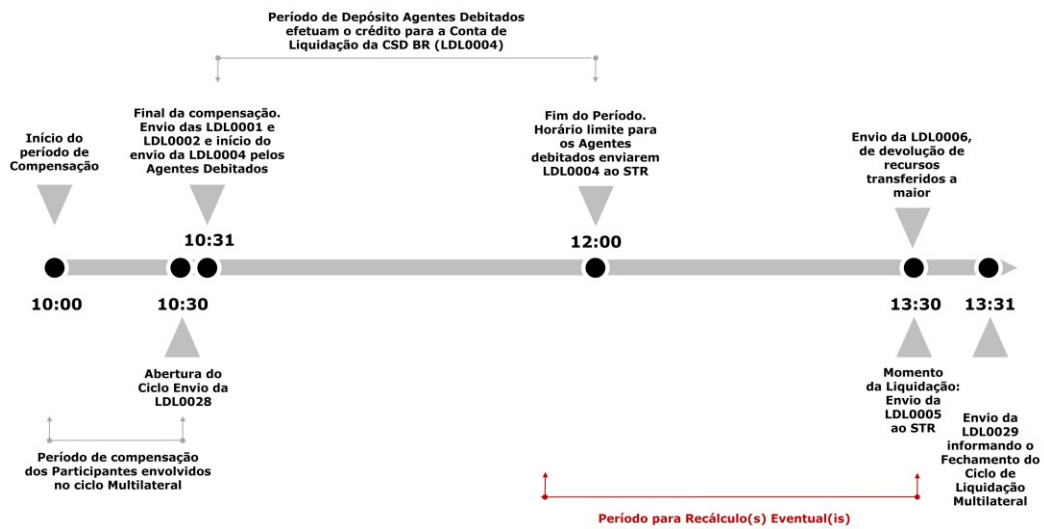 Período de Depósito Agentes Debitados
efetuam o crédito para a Conta de
Liquidação da CSD BR (LDL0004)
Início do
período de
Compensação
Final da compensação.
Envio das LDL0001 e
LDL0002 e início do
envio da LDL0004 pelos
Agentes Debitados
Fim do Período.
Horário limite para
os Agentes
debitados enviarem
LDL0004 ao STR
Envio da LDL0006,
de devolução de
recursos
transferidos a
maior
10:31
12:00
10:00
10:30
13:30
13:31
Abertura do
Ciclo Envio da
LDL0028
Momento
da Liquidação:
Envio da
LDL0005
ao STR
Envio da
LDL0029
informando o
Fechamento do
Ciclo de
Liquidação
Multilateral
Período de compensação
dos Participantes envolvidos
no ciclo Multilateral
Período para Recálculo(s) Eventual(is)